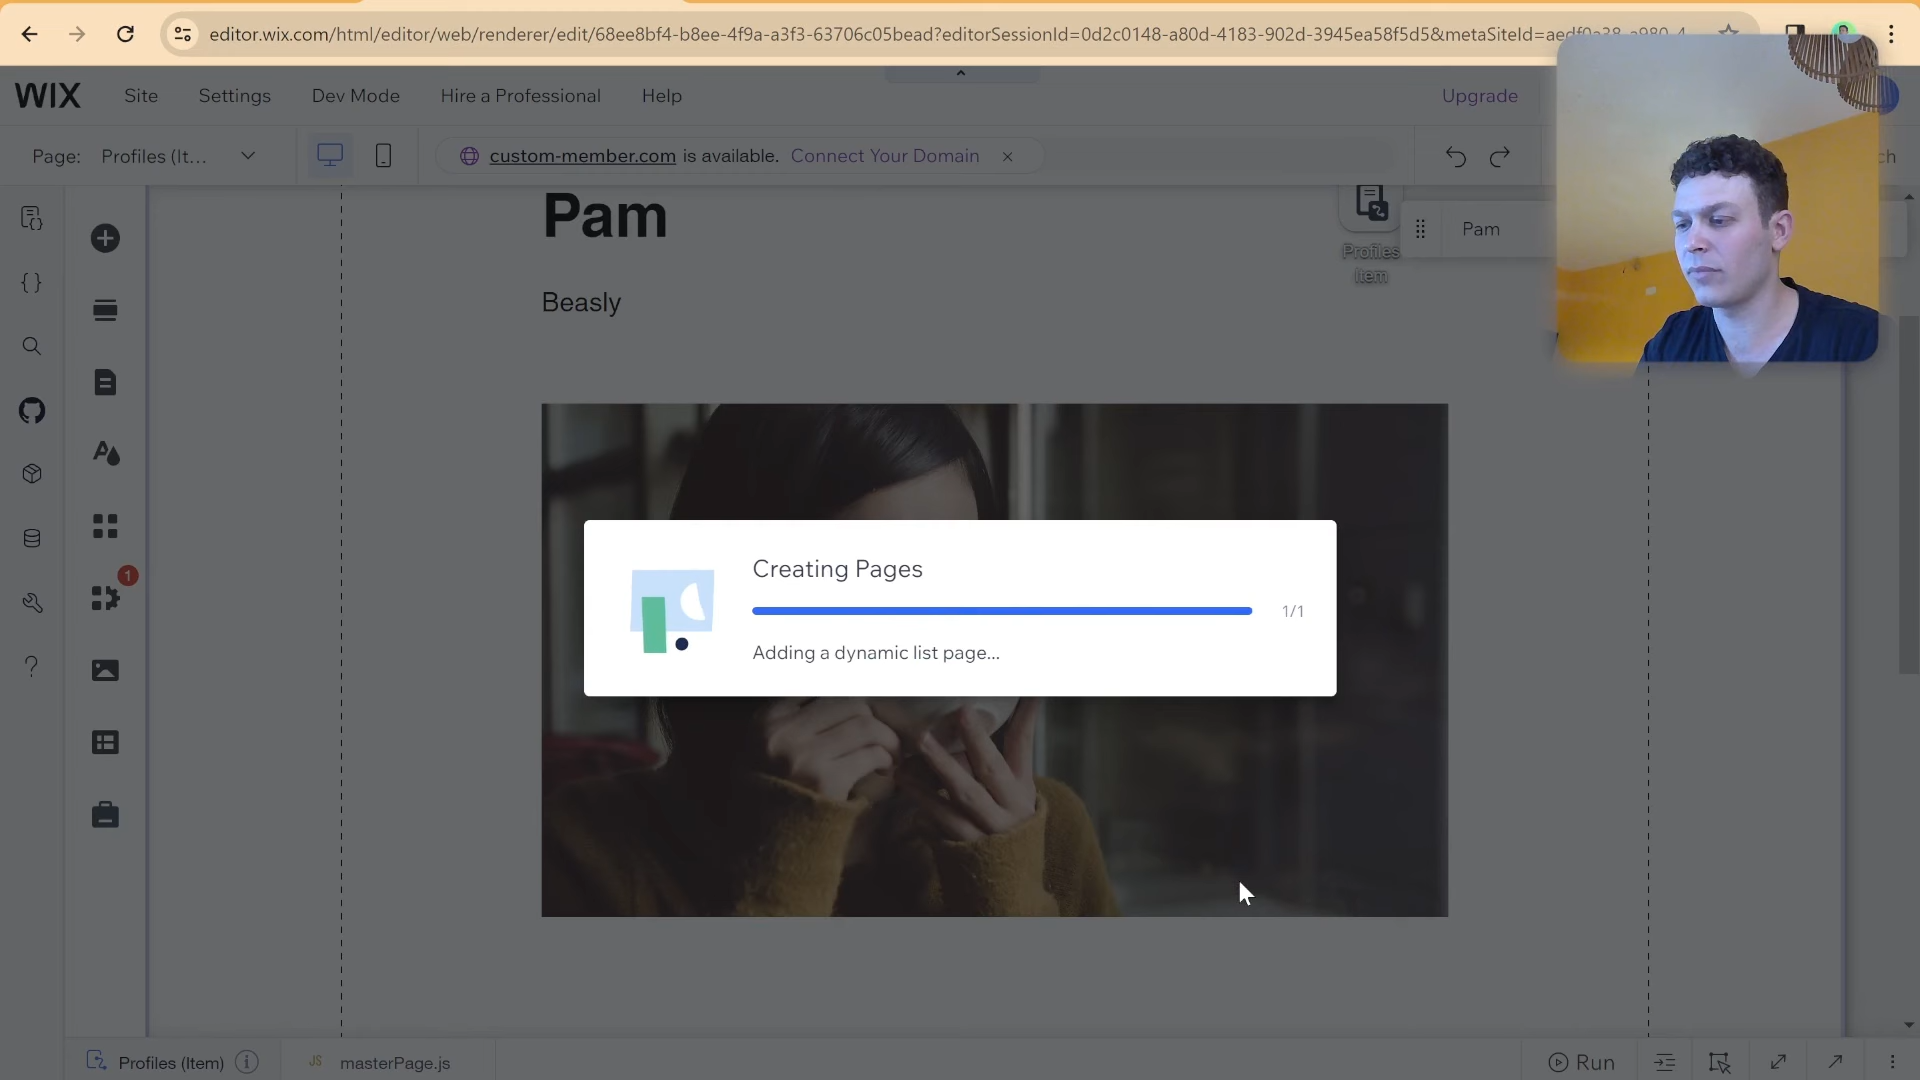 editor.wix.com/html/editor/web/renderer/edit/68ee8bf4-b8ee-4f9a-a3f3-63706c05bead?editorSessionId=0d2c0148-a80d-4183-902d-3945ea58f5d5&metaSiteId=aedf0a38-a980-4
WIX Site Settings Dev Mode Hire a Professional Help Upgrade
Page: Profiles (It... custom-member.com is available. Connect Your Domain
Pam
Profiles
Item
Pam
Beasly
1
Creating Pages
1/1
Adding a dynamic list page...
Profiles (Item) JS masterPage.js Run